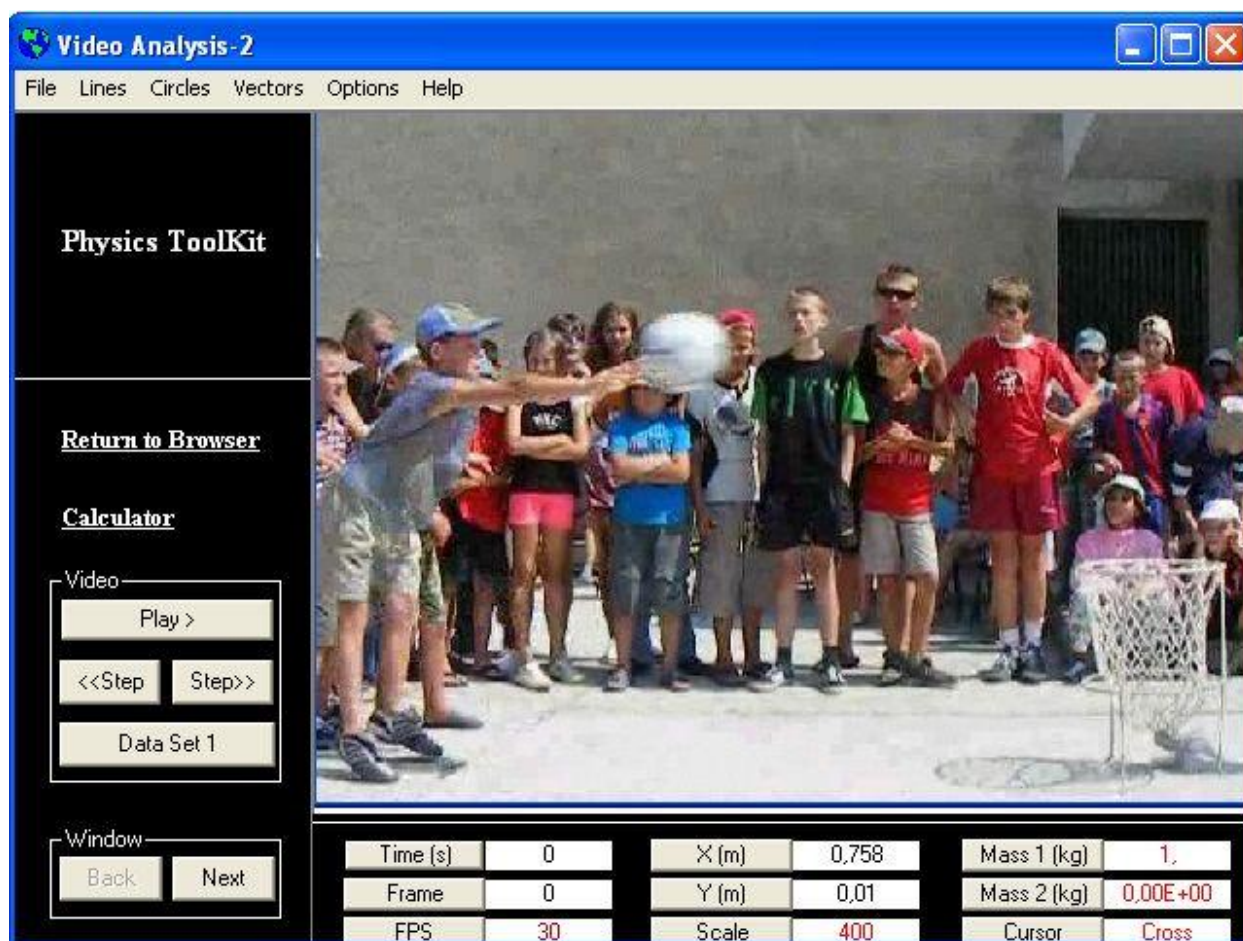 Video Analysis-2
File Lines Circles Vectors Options Help
Physics ToolKit
Return to Browser
Calculator
Video
Play >
<<Step Step>>
Data Set 1
Window
Back Next
Time (s) 0 X (m) 0,758 Mass 1 (kg) 1,
Frame 0 Y (m) 0,01 Mass 2 (kg) 0,00E+00
FPS 30 Scale 400 Cursor Cross